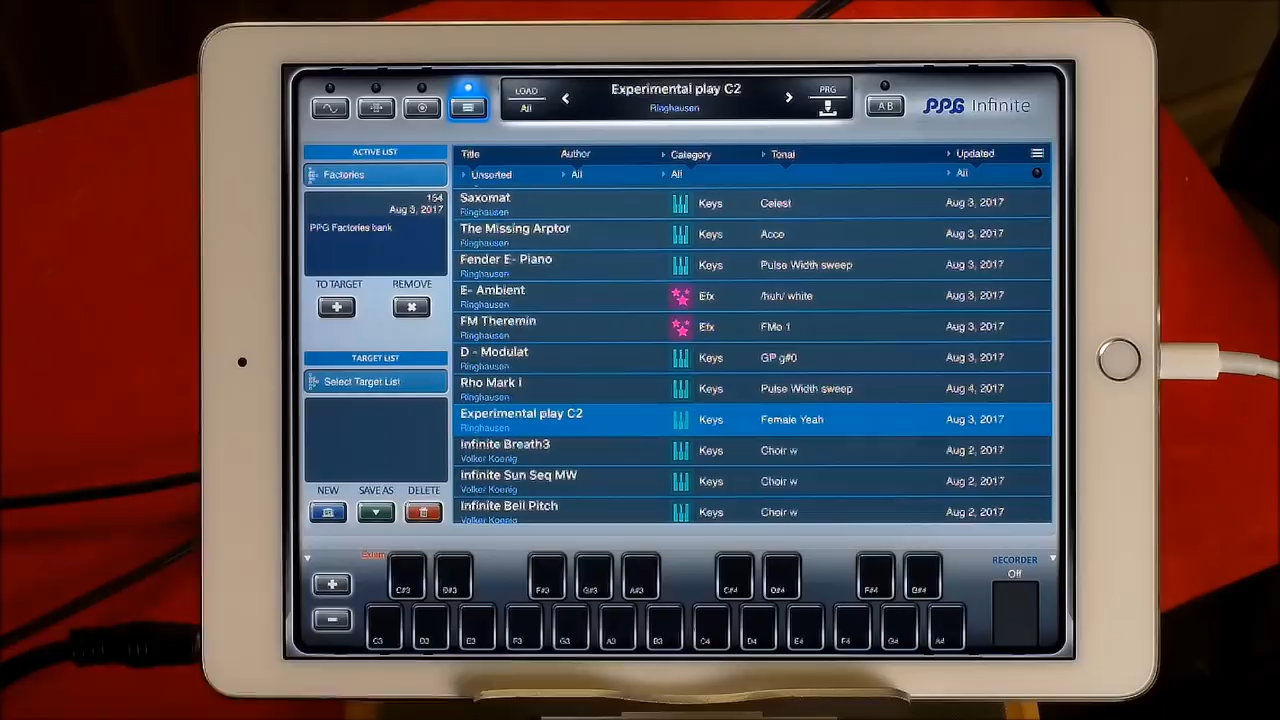 LOAD
All
Experimental play C2
Ringhausen
PRG
A B
PPG Infinite
ACTIVE LIST
Factories
164
Aug 3, 2017
PPG Factories bank
TO TARGET
REMOVE
TARGET LIST
Select Target List
NEW
SAVE AS
DELETE
Title Author Category Tonal Updated
Unsorted All All All
Saxomat Keys Celest Aug 3, 2017
Ringhausen
The Missing Arptor Keys Acco Aug 3, 2017
Ringhausen
Fender E- Piano Keys Pulse Width sweep Aug 3, 2017
Ringhausen
E- Ambient Efx /huh/ white Aug 3, 2017
Ringhausen
FM Theremin Efx FMo 1 Aug 3, 2017
Ringhausen
D - Modulat Keys GP g#0 Aug 3, 2017
Ringhausen
Rho Mark I Keys Pulse Width sweep Aug 4, 2017
Ringhausen
Experimental play C2 Keys Female Yeah Aug 3, 2017
Ringhausen
Infinite Breath3 Keys Choir w Aug 2, 2017
Volker Koenig
Infinite Sun Seq MW Keys Choir w Aug 2, 2017
Volker Koenig
Infinite Bell Pitch Keys Choir w Aug 2, 2017
Volker Koenig
Extern
RECORDER
Off
C#3 D#3 F#3 G#3 A#3 C#4 D#4 F#4 G#4
C3 D3 E3 F3 G3 A3 B3 C4 D4 E4 F4 G4 A4